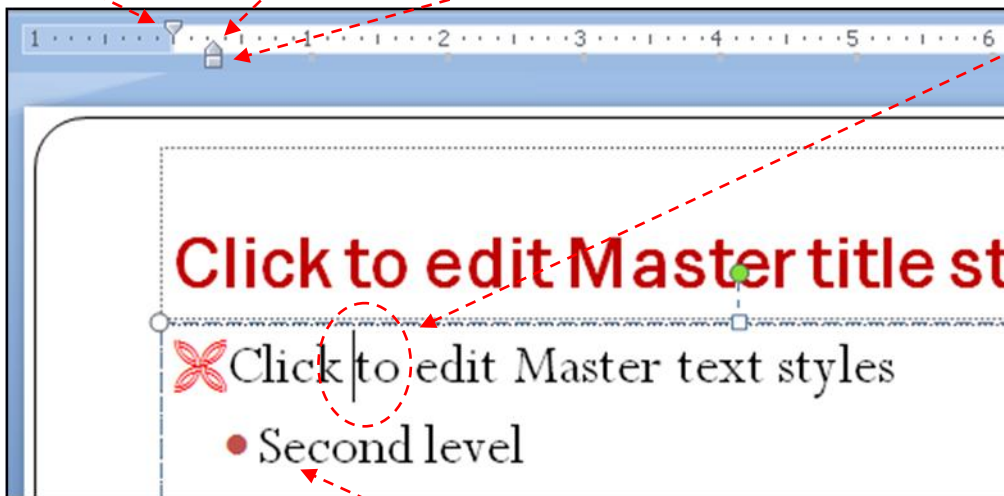 1 1 2 3 4 5 6
Click to edit Master title st
Click to edit Master text styles
Second level